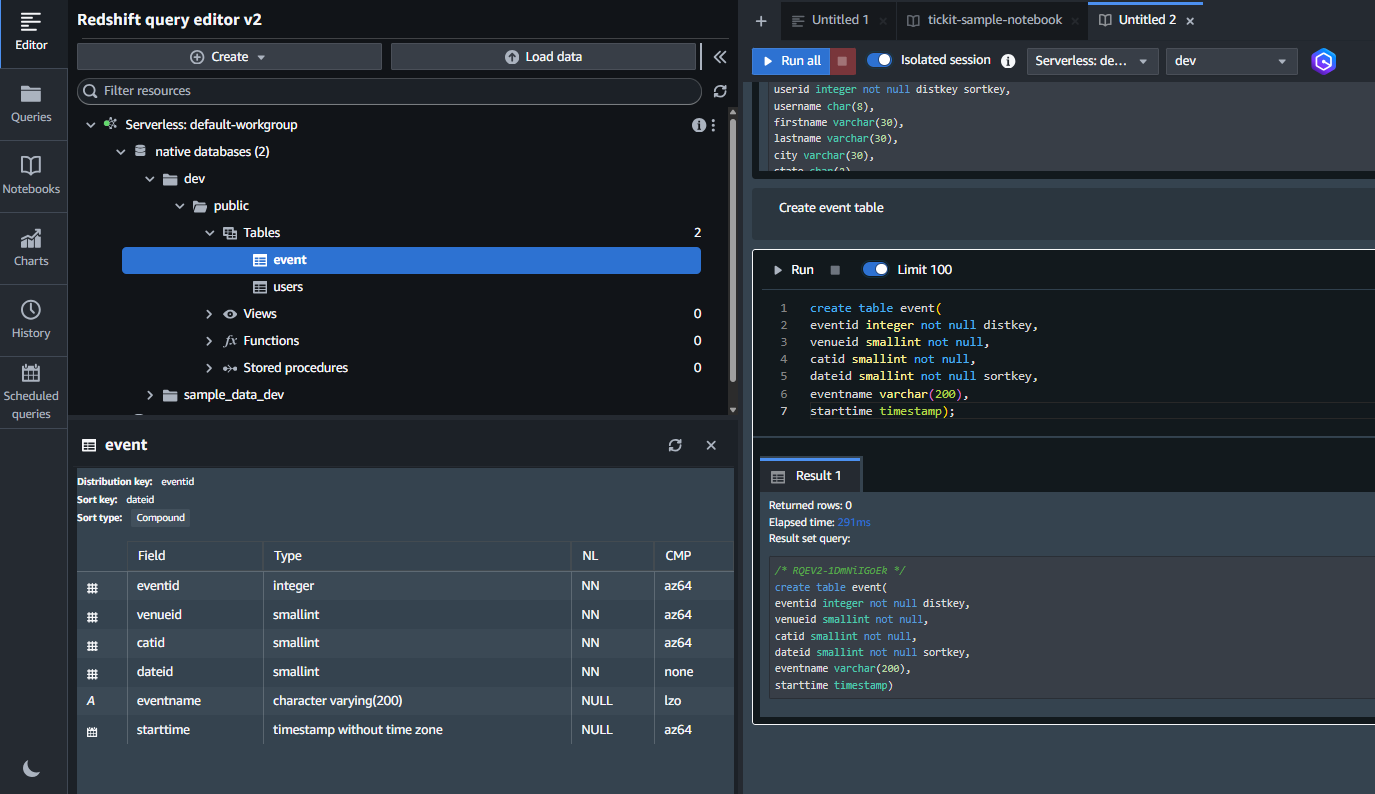 Editor
Queries
Notebooks
Charts
History
Scheduled
queries
Redshift query editor v2
Create
Load data
Filter resources
Serverless: default-workgroup
native databases (2)
dev
public
Tables 2
event
users
Views 0
fx Functions 0
Stored procedures 0
sample_data_dev
event
Distribution key: eventid
Sort key: dateid
Sort type: Compound
Field Type NL CMP
eventid integer NN az64
venueid smallint NN az64
catid smallint NN az64
dateid smallint NN none
A eventname character varying(200) NULL lzo
starttime timestamp without time zone NULL az64
+ Untitled 1 × tickit-sample-notebook × Untitled 2 ×
Run all Isolated session Serverless: de... dev
userid integer not null distkey sortkey,
username char(8),
firstname varchar(30),
lastname varchar(30),
city varchar(30),
state char(2),
Create event table
Run Limit 100
1 create table event(
2 eventid integer not null distkey,
3 venueid smallint not null,
4 catid smallint not null,
5 dateid smallint not null sortkey,
6 eventname varchar(200),
7 starttime timestamp);
Result 1
Returned rows: 0
Elapsed time: 291ms
Result set query:
/* RQEV2-1DmNiIGoEk */
create table event(
eventid integer not null distkey,
venueid smallint not null,
catid smallint not null,
dateid smallint not null sortkey,
eventname varchar(200),
starttime timestamp)